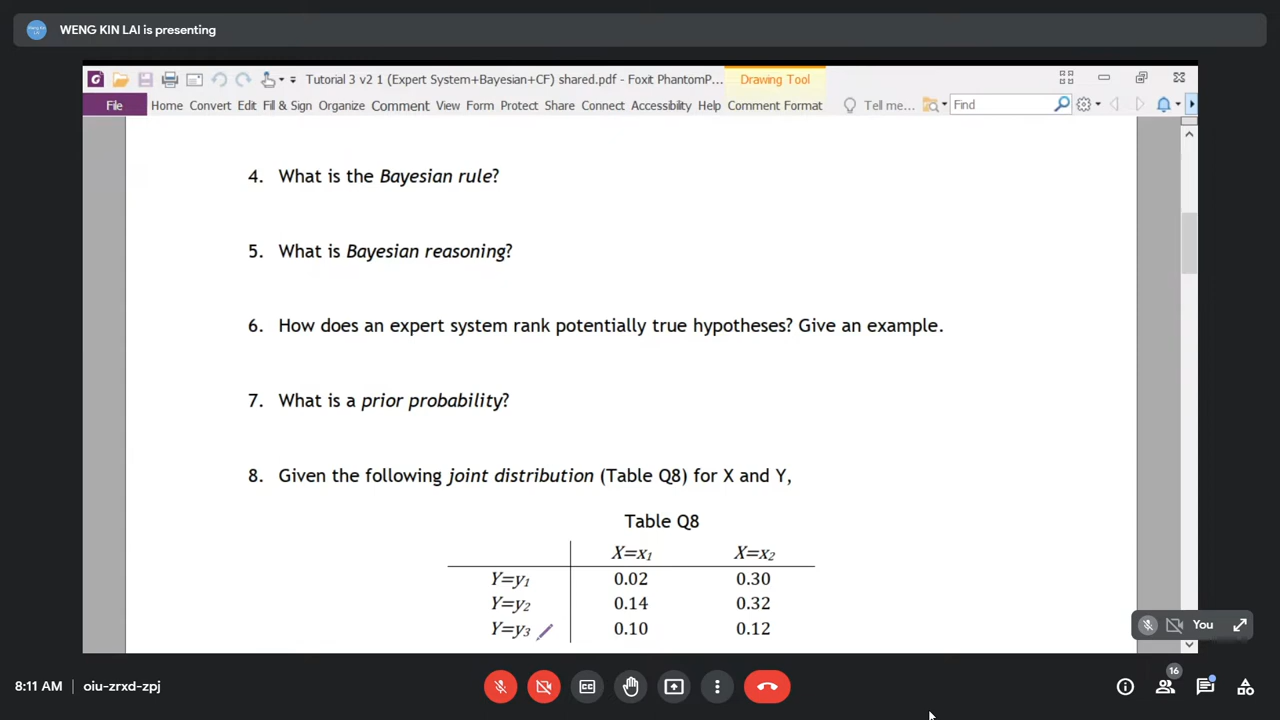 WENG KIN LAI is presenting
Tutorial 3 v2 1 (Expert System+Bayesian+CF) shared.pdf - Foxit PhantomP... Drawing Tool
File Home Convert Edit Fill & Sign Organize Comment View Form Protect Share Connect Accessibility Help Comment Format Tell me... Find
4. What is the Bayesian rule?
5. What is Bayesian reasoning?
6. How does an expert system rank potentially true hypotheses? Give an example.
7. What is a prior probability?
8. Given the following joint distribution (Table Q8) for X and Y,
Table Q8
X=x1 X=x2
Y=y1 0.02 0.30
Y=y2 0.14 0.32
Y=y3 0.10 0.12
You
8:11 AM oiu-zrxd-zpj
16